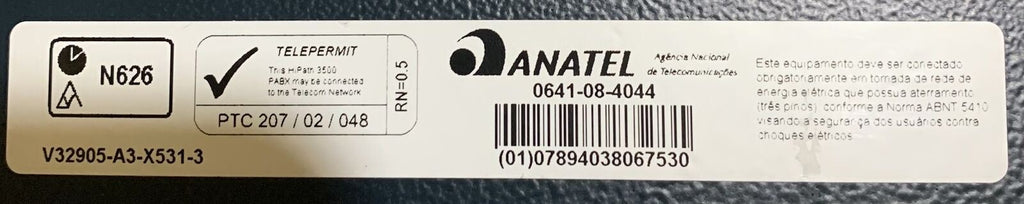 N626
TELEPERMIT
This HiPath 3500
PABX may be connected
to the Telecom Network
RN=0.5
PTC 207 / 02 / 048
V32905-A3-X531-3
ANATEL
Agência Nacional
de Telecomunicações
0641-08-4044
(01)07894038067530
Este equipamento deve ser conectado
obrigatoriamente em tomada de rede de
energia elétrica que possua aterramento
(três pinos), conforme a Norma ABNT 5410
visando a segurança dos usuários contra
choques elétricos.